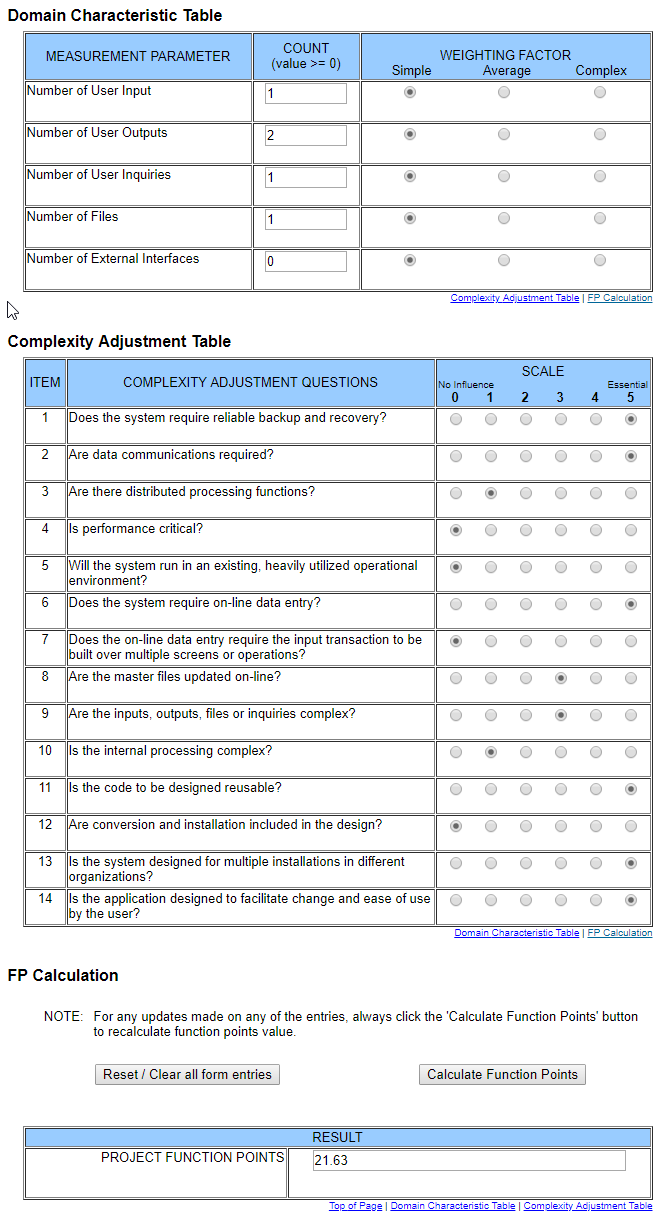 Domain Characteristic Table
MEASUREMENT PARAMETER
COUNT
(value >= 0)
WEIGHTING FACTOR
Simple Average Complex
Number of User Input 1
Number of User Outputs 2
Number of User Inquiries 1
Number of Files 1
Number of External Interfaces 0
Complexity Adjustment Table | FP Calculation
Complexity Adjustment Table
ITEM
COMPLEXITY ADJUSTMENT QUESTIONS
SCALE
No Influence Essential
0 1 2 3 4 5
1 Does the system require reliable backup and recovery?
2 Are data communications required?
3 Are there distributed processing functions?
4 Is performance critical?
5 Will the system run in an existing, heavily utilized operational
environment?
6 Does the system require on-line data entry?
7 Does the on-line data entry require the input transaction to be
built over multiple screens or operations?
8 Are the master files updated on-line?
9 Are the inputs, outputs, files or inquiries complex?
10 Is the internal processing complex?
11 Is the code to be designed reusable?
12 Are conversion and installation included in the design?
13 Is the system designed for multiple installations in different
organizations?
14 Is the application designed to facilitate change and ease of use
by the user?
Domain Characteristic Table | FP Calculation
FP Calculation
NOTE: For any updates made on any of the entries, always click the 'Calculate Function Points' button
to recalculate function points value.
Reset / Clear all form entries
Calculate Function Points
RESULT
PROJECT FUNCTION POINTS 21.63
Top of Page | Domain Characteristic Table | Complexity Adjustment Table